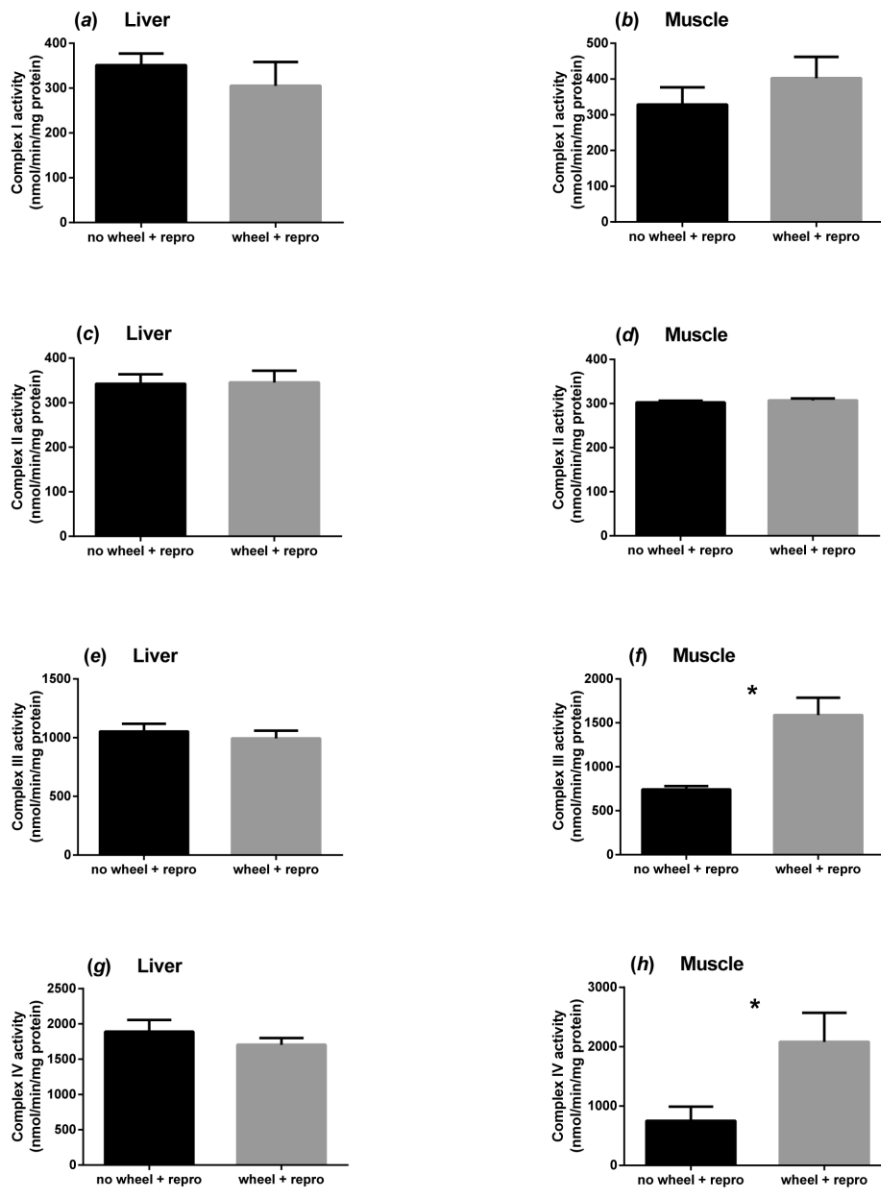 (a) Liver
Complex I activity
(nmol/min/mg protein)
400
300
200
100
0
no wheel + repro
wheel + repro
(b) Muscle
Complex I activity
(nmol/min/mg protein)
500
400
300
200
100
0
no wheel + repro
wheel + repro
(c) Liver
Complex II activity
(nmol/min/mg protein)
400
300
200
100
0
no wheel + repro
wheel + repro
(d) Muscle
Complex II activity
(nmol/min/mg protein)
400
300
200
100
0
no wheel + repro
wheel + repro
(e) Liver
Complex III activity
(nmol/min/mg protein)
1500
1000
500
0
no wheel + repro
wheel + repro
(f) Muscle
Complex III activity
(nmol/min/mg protein)
2000
1500
1000
500
0
*
no wheel + repro
wheel + repro
(g) Liver
Complex IV activity
(nmol/min/mg protein)
2500
2000
1500
1000
500
0
no wheel + repro
wheel + repro
(h) Muscle
Complex IV activity
(nmol/min/mg protein)
3000
2000
1000
0
*
no wheel + repro
wheel + repro